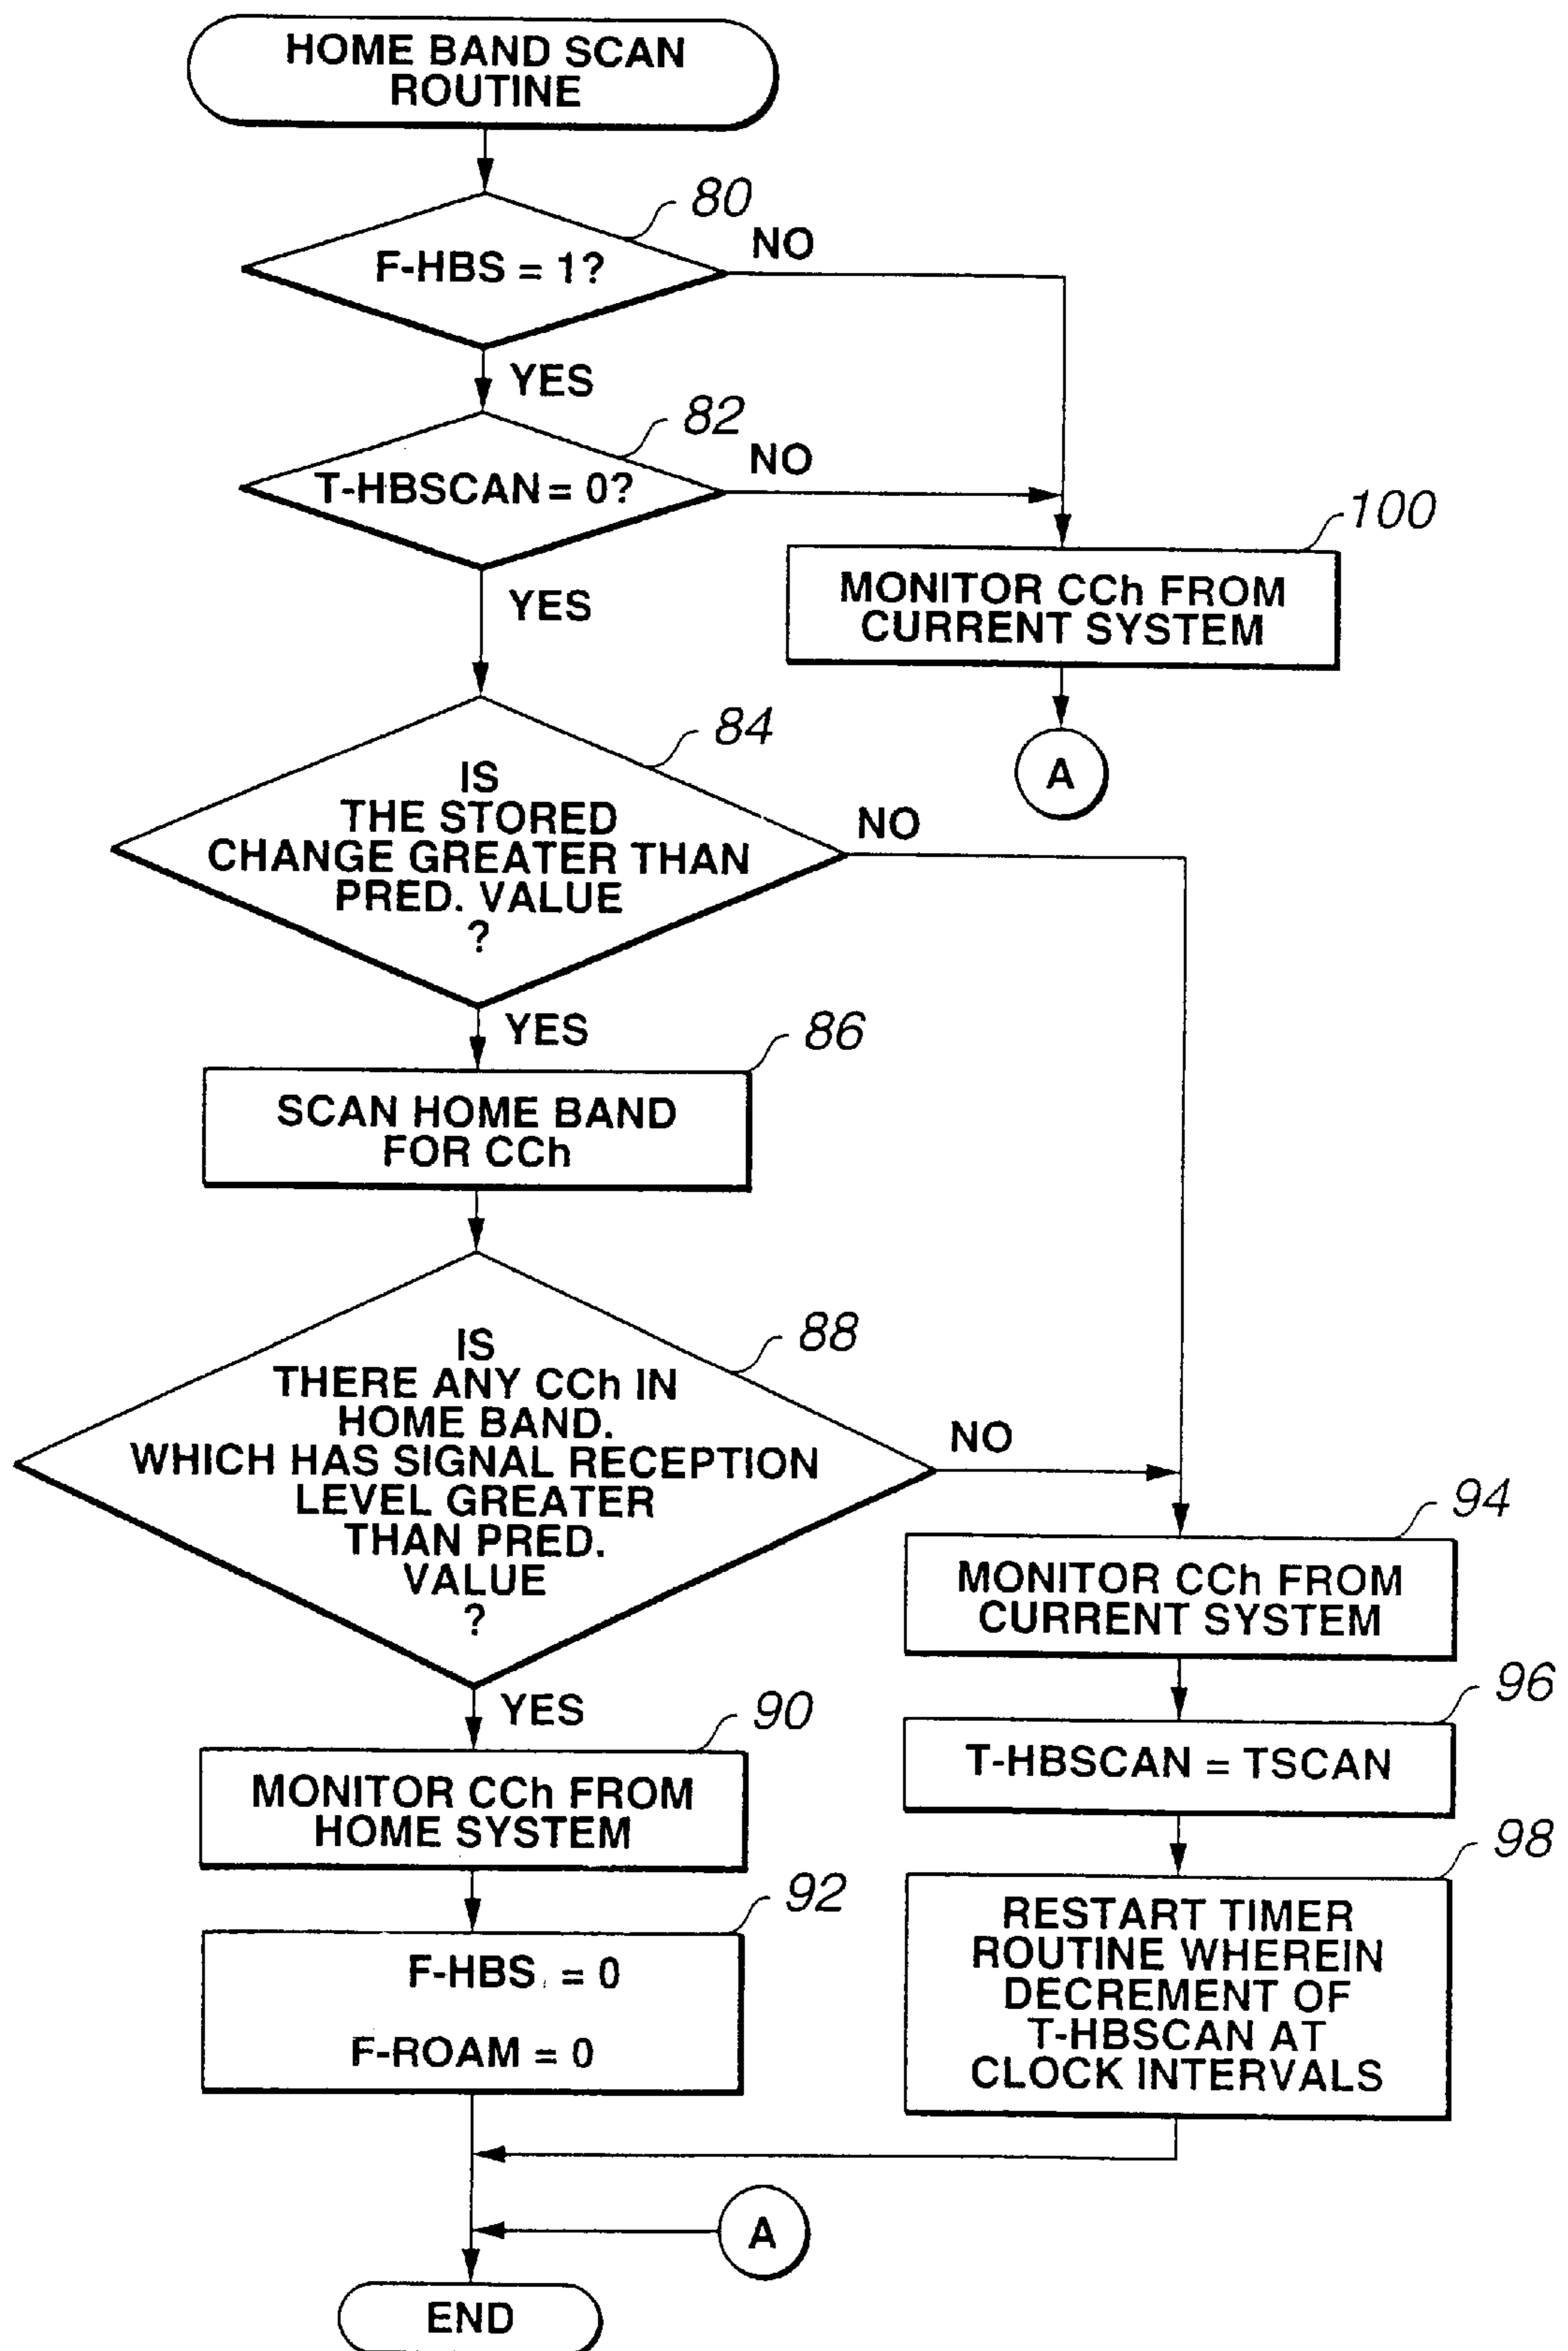 HOME BAND SCAN
ROUTINE
80
F-HBS = 1?
NO
YES
82
T-HBSCAN = 0?
NO
YES
100
MONITOR CCh FROM
CURRENT SYSTEM
A
84
IS
THE STORED
CHANGE GREATER THAN
PRED. VALUE
?
NO
YES
86
SCAN HOME BAND
FOR CCh
88
IS
THERE ANY CCh IN
HOME BAND.
WHICH HAS SIGNAL RECEPTION
LEVEL GREATER
THAN PRED.
VALUE
?
NO
YES
94
MONITOR CCh FROM
CURRENT SYSTEM
96
T-HBSCAN = TSCAN
90
MONITOR CCh FROM
HOME SYSTEM
98
RESTART TIMER
ROUTINE WHEREIN
DECREMENT OF
T-HBSCAN AT
CLOCK INTERVALS
92
F-HBS = 0
F-ROAM = 0
A
END